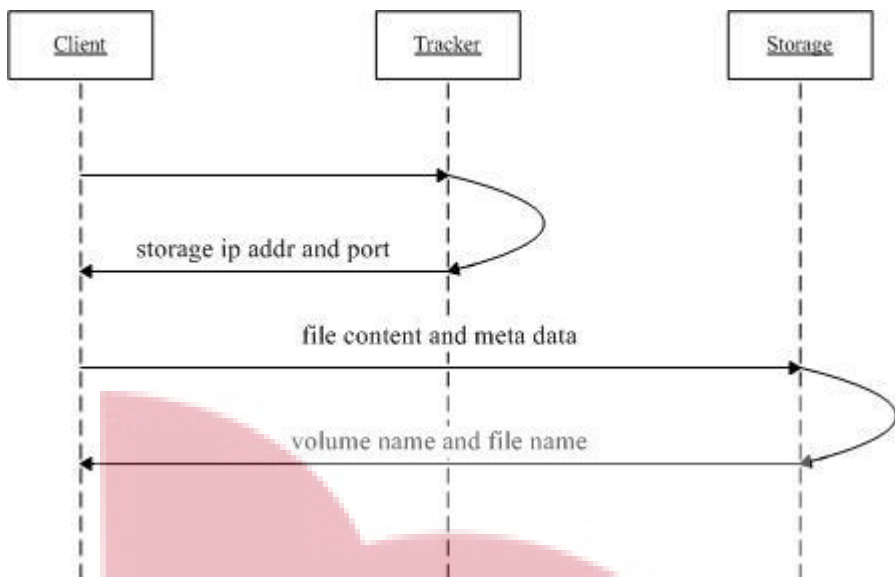 Client
Tracker
Storage
storage ip addr and port
file content and meta data
volume name and file name